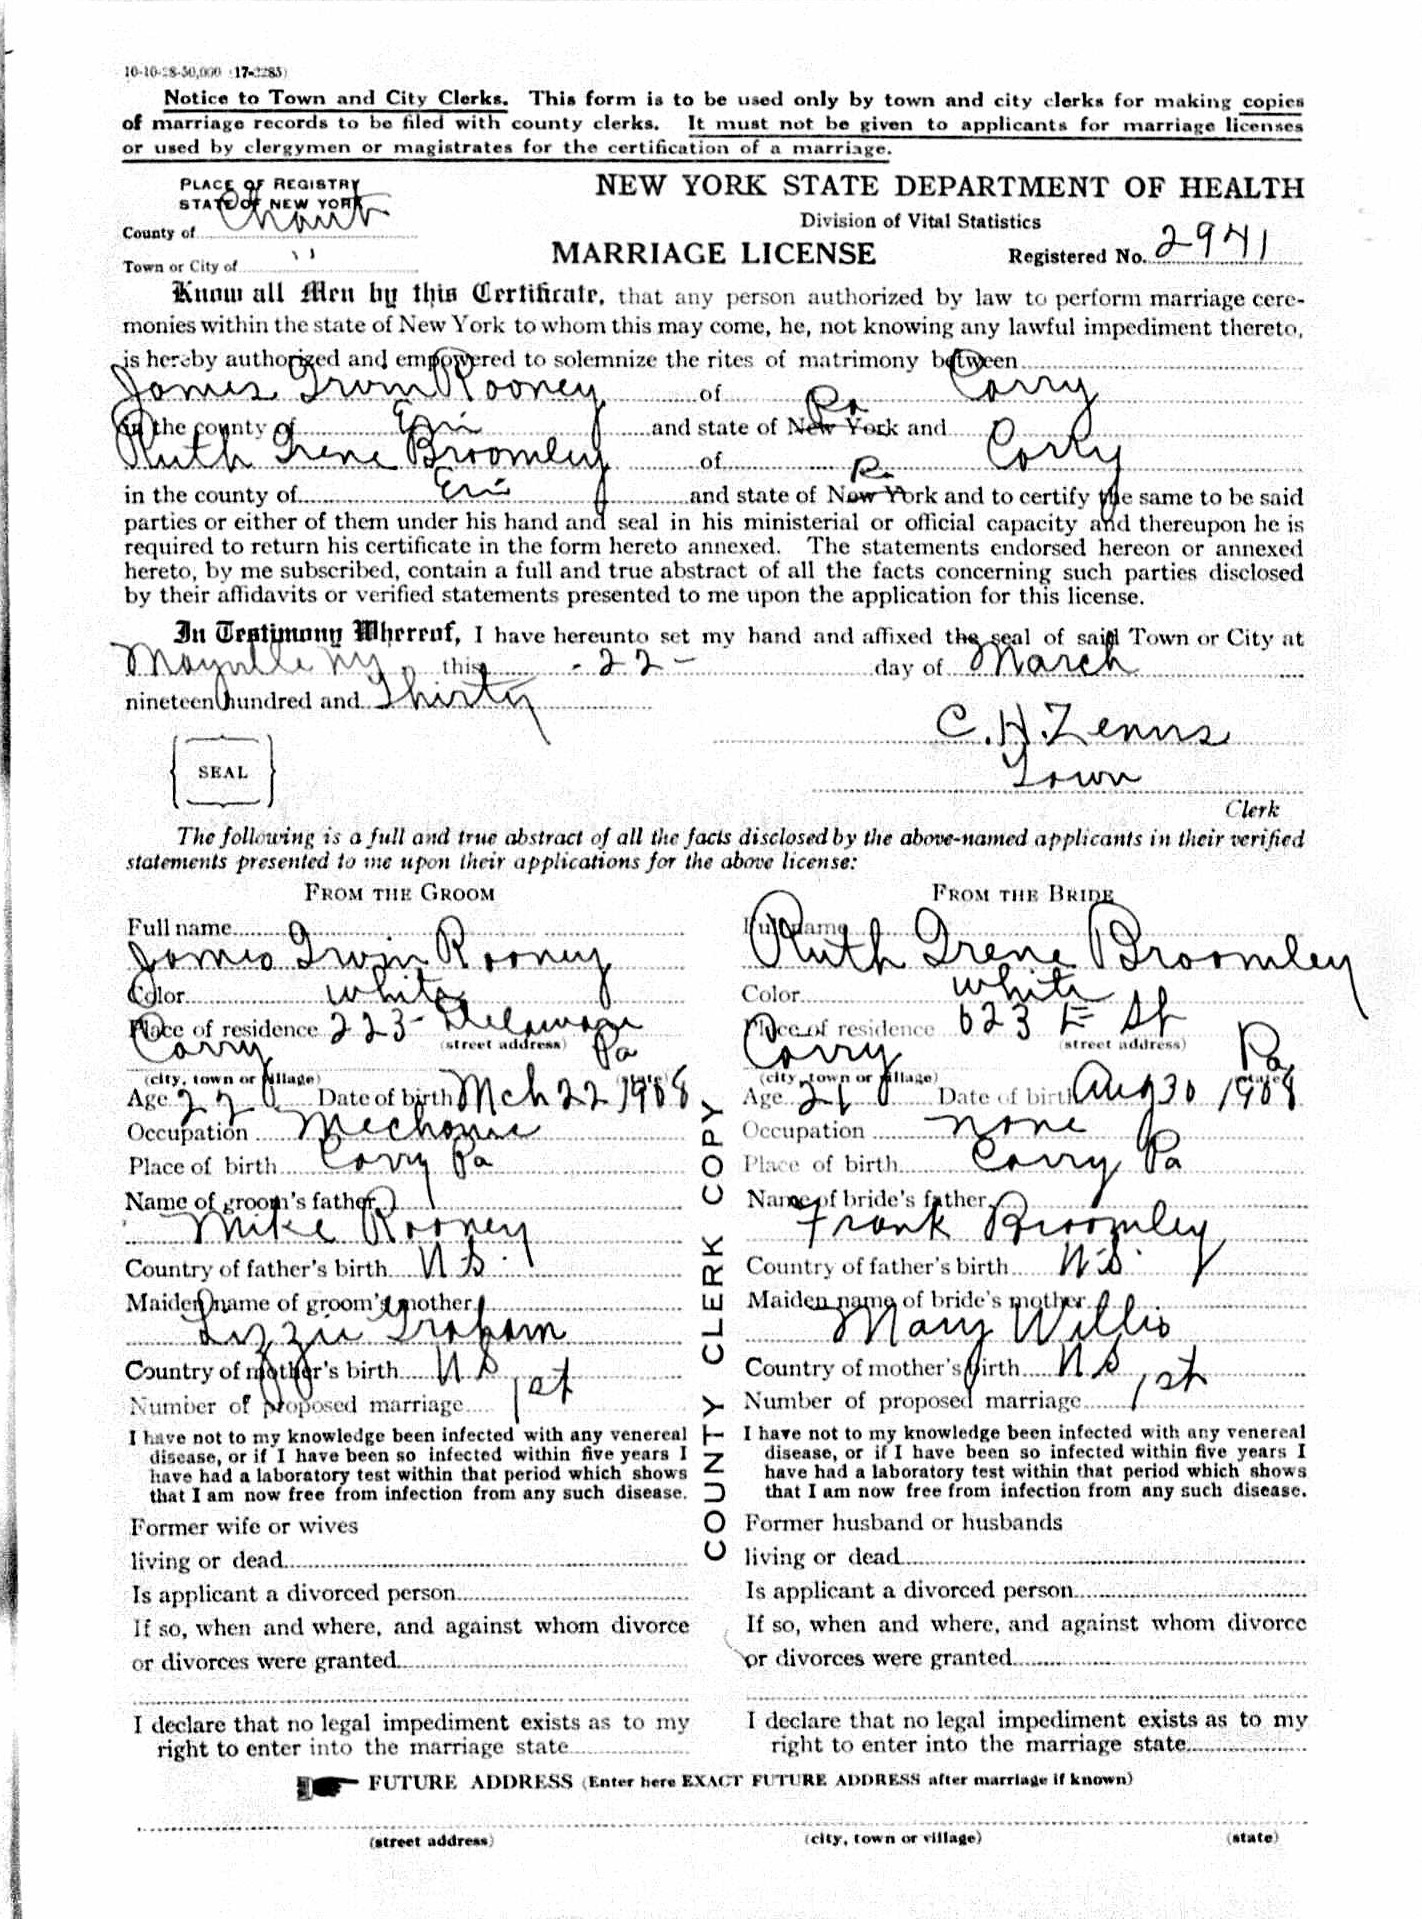 Notice to Town and City Clerks. This form is to be used only by town and city clerks for making copies
of marriage records to be filed with county clerks. It must not be given to applicants for marriage licenses
or used by clergymen or magistrates for the certification of a marriage.
PLACE OF REGISTRY
STATE OF NEW YORK
NEW YORK STATE DEPARTMENT OF HEALTH
Division of Vital Statistics
County of Chaut
MARRIAGE LICENSE
Registered No. 2941
Town or City of "
Know all Men by this Certificate, that any person authorized by law to perform marriage cere-
monies within the state of New York to whom this may come, he, not knowing any lawful impediment thereto,
is hereby authorized and empowered to solemnize the rites of matrimony between
James Irwin Rooney of Corry
in the county of Erie and state of New York Pa and
Ruth Irene Broomley of Corry
in the county of Erie and state of New York Pa and to certify the same to be said
parties or either of them under his hand and seal in his ministerial or official capacity and thereupon he is
required to return his certificate in the form hereto annexed. The statements endorsed hereon or annexed
hereto, by me subscribed, contain a full and true abstract of all the facts concerning such parties disclosed
by their affidavits or verified statements presented to me upon the application for this license.
In Testimony Whereof, I have hereunto set my hand and affixed the seal of said Town or City at
Mayville NY this - 22 - day of March
nineteen hundred and Thirty
C. H.
SEAL
Town
Clerk
The following is a full and true abstract of all the facts disclosed by the above-named applicants in their verified
statements presented to me upon their applications for the above license:
FROM THE GROOM
Full name
James Irwin Rooney
Color white
Place of residence 223 - Delaware
(street address)
Corry Pa
(city, town or village) (state)
Age 22 Date of birth Mch 22 1908
Occupation Mechanic
Place of birth Corry Pa
Name of groom's father
Mike Rooney
Country of father's birth U.S.
Maiden name of groom's mother
Lizzie Graham
Country of mother's birth U S
Number of proposed marriage 1st
I have not to my knowledge been infected with any venereal
disease, or if I have been so infected within five years I
have had a laboratory test within that period which shows
that I am now free from infection from any such disease.
Former wife or wives
living or dead
Is applicant a divorced person
If so, when and where, and against whom divorce
or divorces were granted
I declare that no legal impediment exists as to my
right to enter into the marriage state
COUNTY CLERK COPY
FROM THE BRIDE
Full name
Ruth Irene Broomley
Color white
Place of residence 623 E St
(street address)
Corry Pa
(city, town or village) (state)
Age 21 Date of birth Aug 30 1908
Occupation none
Place of birth Corry Pa
Name of bride's father
Frank Broomley
Country of father's birth U.S.
Maiden name of bride's mother
Mary Willis
Country of mother's birth U S
Number of proposed marriage 1st
I have not to my knowledge been infected with any venereal
disease, or if I have been so infected within five years I
have had a laboratory test within that period which shows
that I am now free from infection from any such disease.
Former husband or husbands
living or dead
Is applicant a divorced person
If so, when and where, and against whom divorce
or divorces were granted
I declare that no legal impediment exists as to my
right to enter into the marriage state
FUTURE ADDRESS (Enter here EXACT FUTURE ADDRESS after marriage if known)
(street address) (city, town or village) (state)